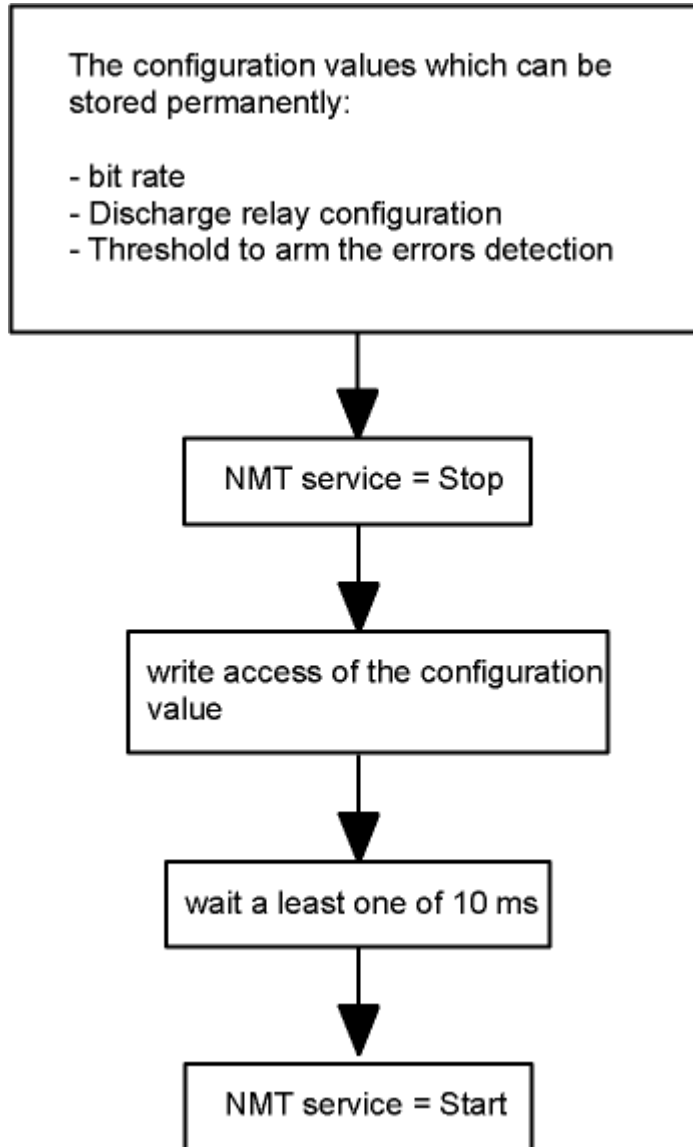 The configuration values which can be
stored permanently:
- bit rate
- Discharge relay configuration
- Threshold to arm the errors detection
NMT service = Stop
write access of the configuration
value
wait a least one of 10 ms
NMT service = Start